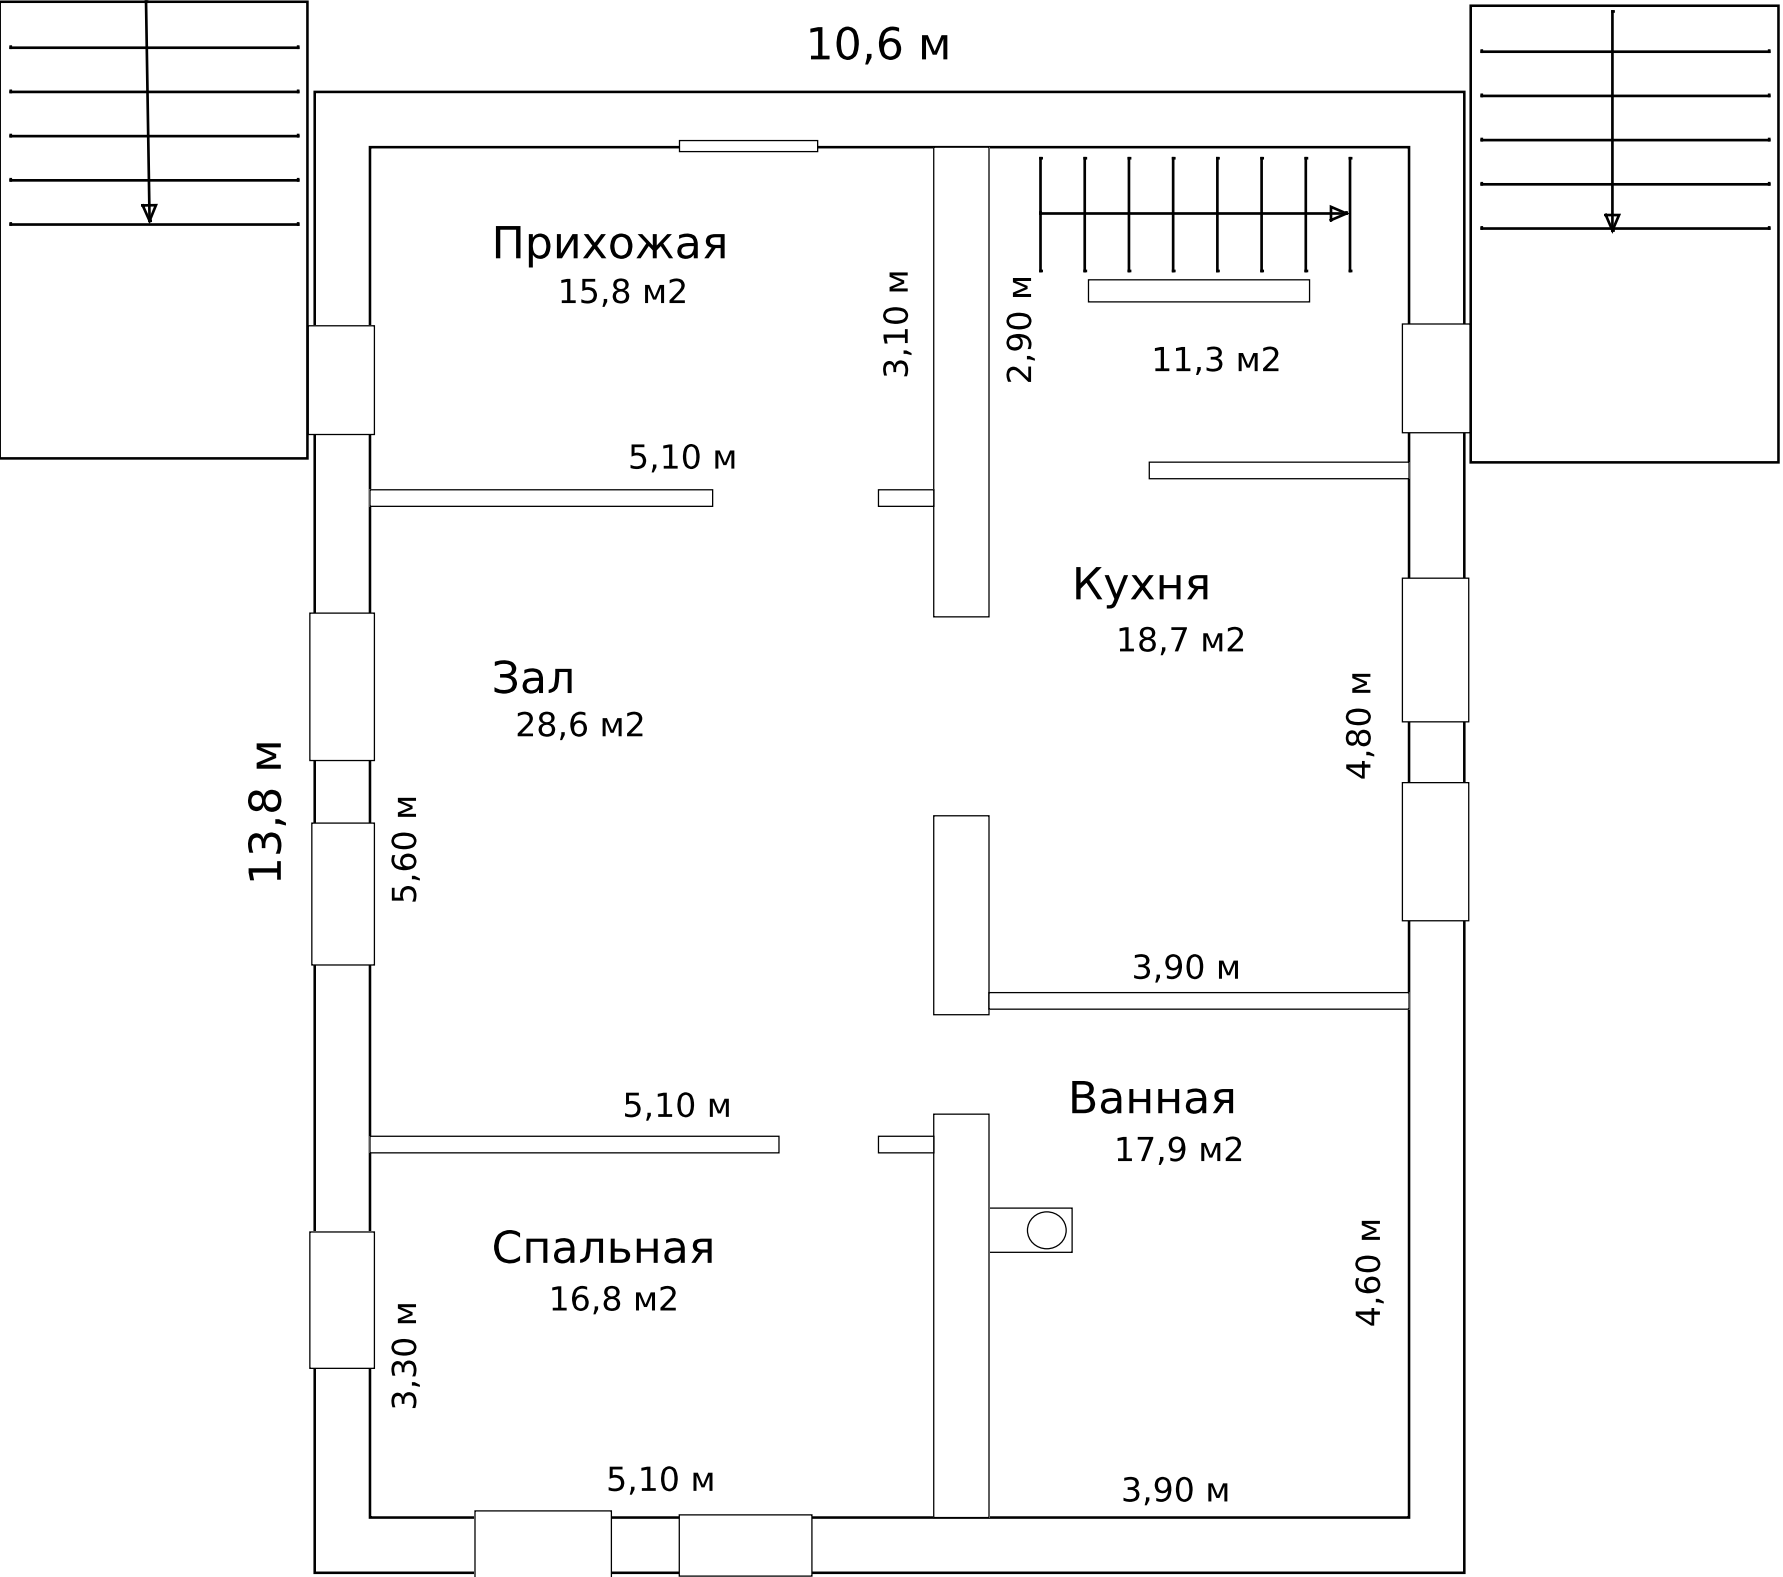 10,6 м
Прихожая
15,8 м2
3,10 м
2,90 м
11,3 м2
5,10 м
Кухня
18,7 м2
Зал
28,6 м2
4,80 м
13,8 м
5,60 м
3,90 м
5,10 м
Ванная
17,9 м2
Спальная
16,8 м2
4,60 м
3,30 м
5,10 м
3,90 м